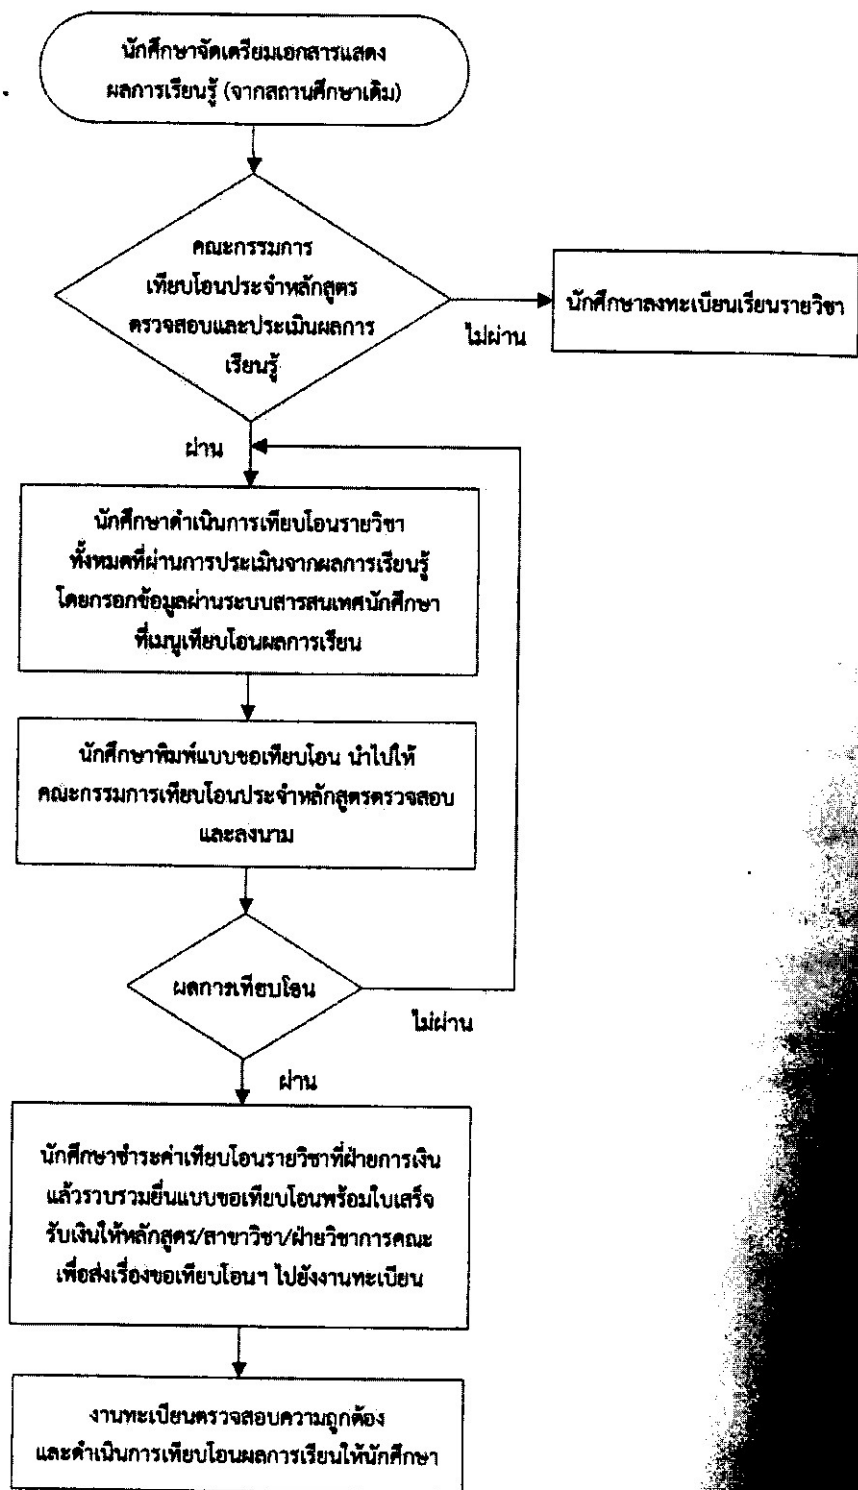 นักศึกษาจัดเตรียมเอกสารแสดง
ผลการเรียนรู้ (จากสถานศึกษาเดิม)
คณะกรรมการ
เทียบโอนประจำหลักสูตร
ตรวจสอบและประเมินผลการ
เรียนรู้
ไม่ผ่าน
นักศึกษาลงทะเบียนเรียนรายวิชา
ผ่าน
นักศึกษาดำเนินการเทียบโอนรายวิชา
ทั้งหมดที่ผ่านการประเมินจากผลการเรียนรู้
โดยกรอกข้อมูลผ่านระบบสารสนเทศนักศึกษา
ที่เมนูเทียบโอนผลการเรียน
นักศึกษาพิมพ์แบบขอเทียบโอน นำไปให้
คณะกรรมการเทียบโอนประจำหลักสูตรตรวจสอบ
และลงนาม
ผลการเทียบโอน
ไม่ผ่าน
ผ่าน
นักศึกษาชำระค่าเทียบโอนรายวิชาที่ฝ่ายการเงิน
แล้วรวบรวมยื่นแบบขอเทียบโอนพร้อมใบเสร็จ
รับเงินให้หลักสูตร/สาขาวิชา/ฝ่ายวิชาการคณะ
เพื่อส่งเรื่องขอเทียบโอนฯ ไปยังงานทะเบียน
งานทะเบียนตรวจสอบความถูกต้อง
และดำเนินการเทียบโอนผลการเรียนให้นักศึกษา